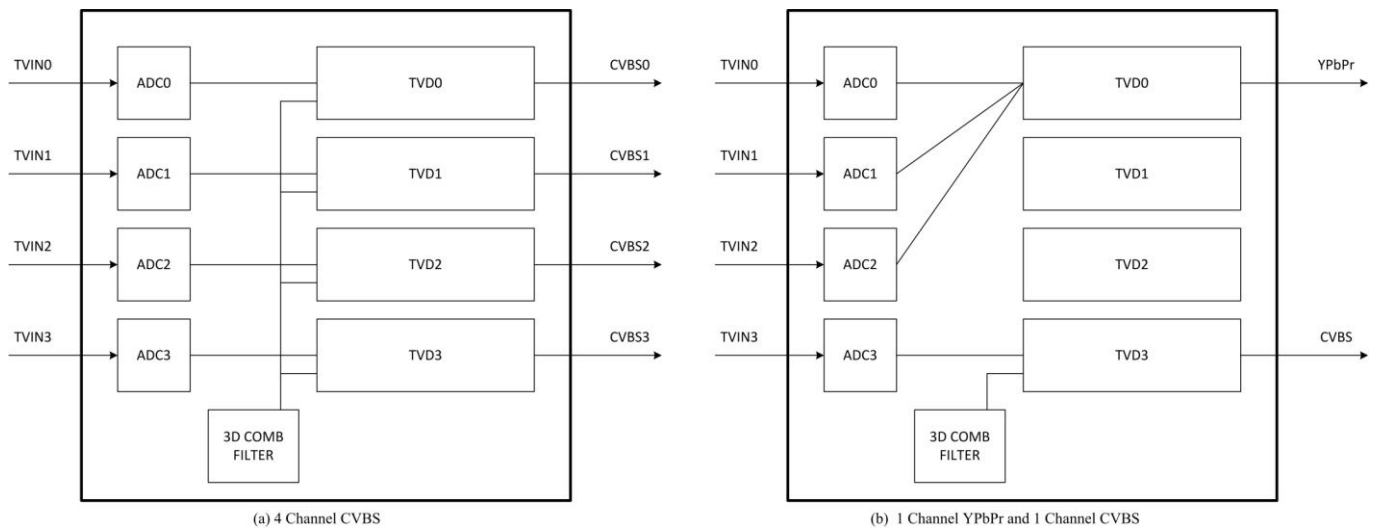 TVIN0
ADC0
TVD0
CVBS0
TVIN1
ADC1
TVD1
CVBS1
TVIN2
ADC2
TVD2
CVBS2
TVIN3
ADC3
TVD3
CVBS3
3D COMB
FILTER
(a) 4 Channel CVBS
TVIN0
ADC0
TVD0
YPbPr
TVIN1
ADC1
TVD1
TVIN2
ADC2
TVD2
TVIN3
ADC3
TVD3
CVBS
3D COMB
FILTER
(b) 1 Channel YPbPr and 1 Channel CVBS